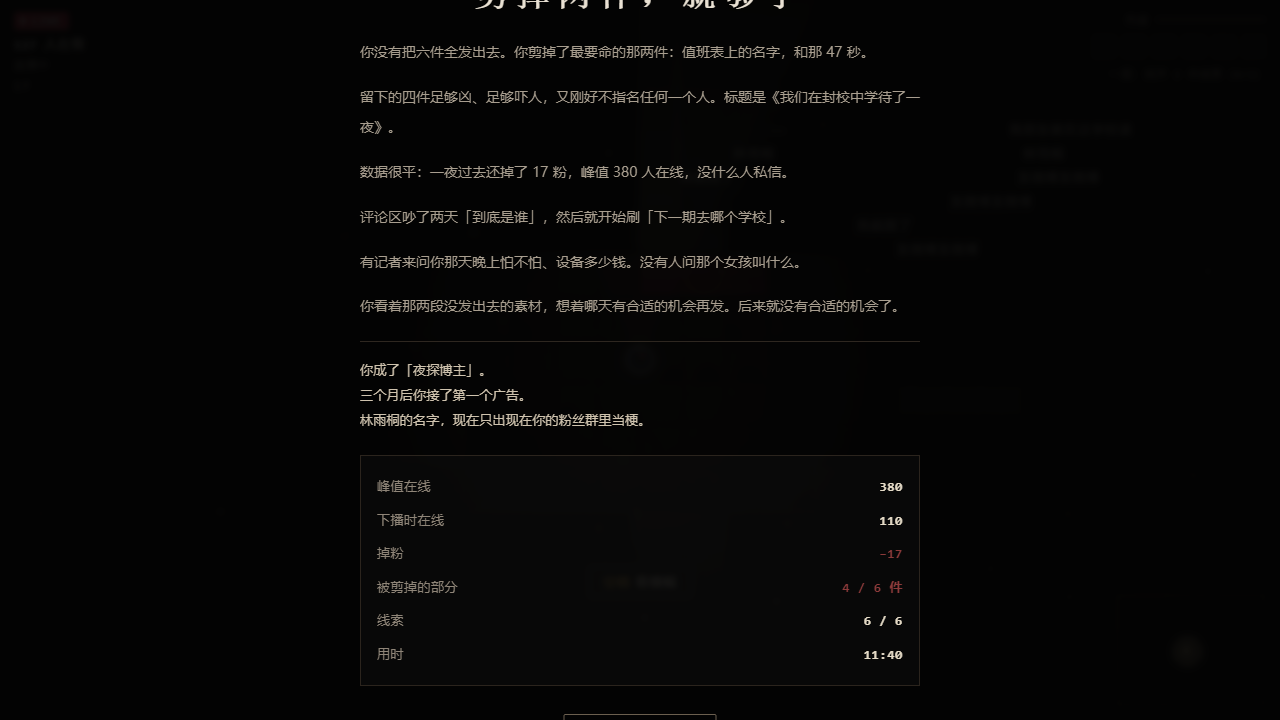 剪掉两件，就够了
你没有把六件全发出去。你剪掉了最要命的那两件：值班表上的名字，和那 47 秒。
留下的四件足够凶、足够吓人，又刚好不指名任何一个人。标题是《我们在封校中学待了一
夜》。
数据很平：一夜过去还掉了 17 粉，峰值 380 人在线，没什么人私信。
评论区吵了两天「到底是谁」，然后就开始刷「下一期去哪个学校」。
有记者来问你那天晚上怕不怕、设备多少钱。没有人问那个女孩叫什么。
你看着那两段没发出去的素材，想着哪天有合适的机会再发。后来就没有合适的机会了。
你成了「夜探博主」。
三个月后你接了第一个广告。
林雨桐的名字，现在只出现在你的粉丝群里当梗。
峰值在线 380
下播时在线 110
掉粉 -17
被剪掉的部分 4 / 6 件
线索 6 / 6
用时 11:40